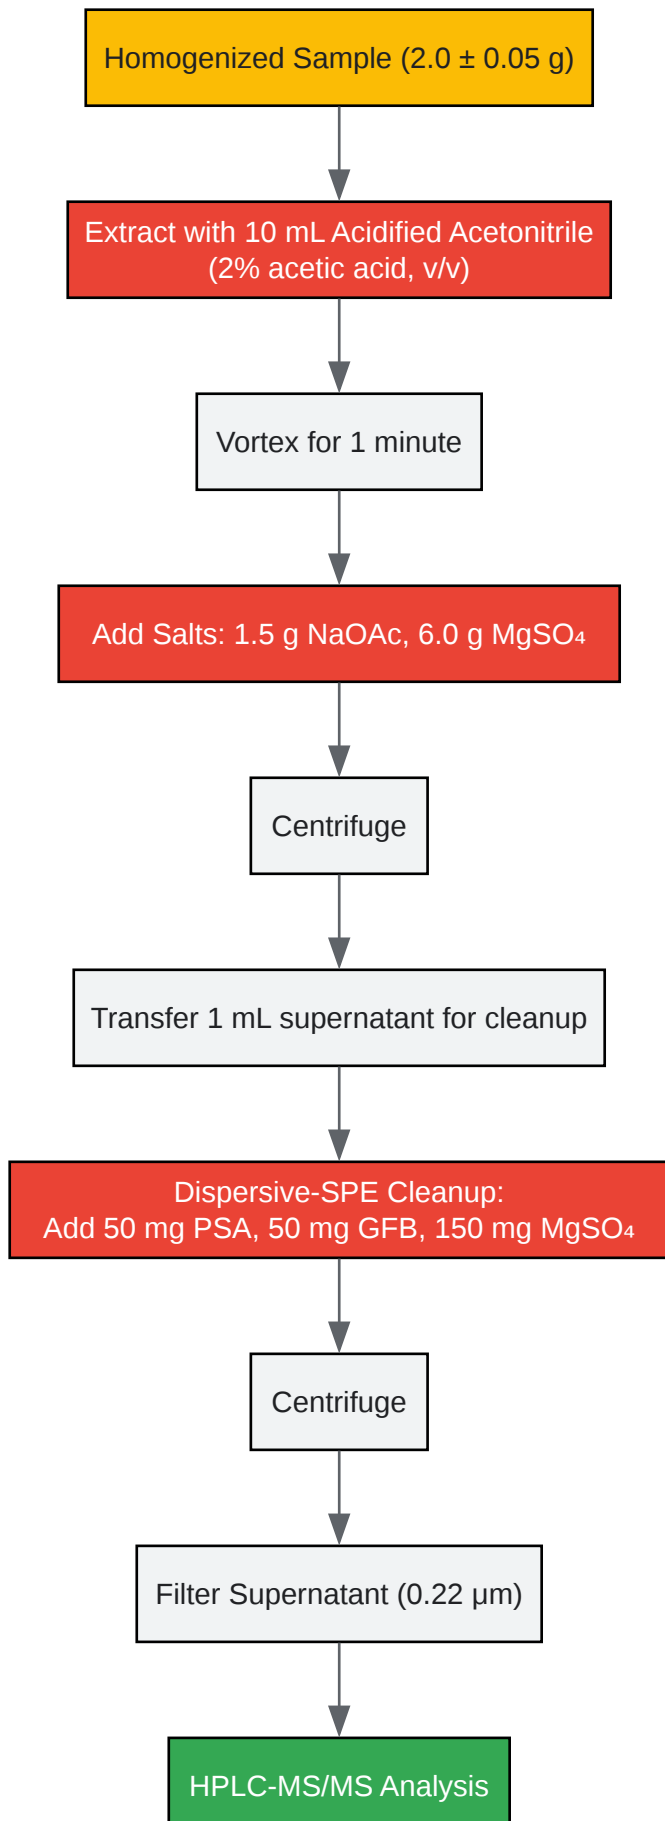 Homogenized Sample (2.0 ± 0.05 g)
Extract with 10 mL Acidified Acetonitrile
(2% acetic acid, v/v)
Vortex for 1 minute
Add Salts: 1.5 g NaOAc, 6.0 g MgSO₄
Centrifuge
Transfer 1 mL supernatant for cleanup
Dispersive-SPE Cleanup:
Add 50 mg PSA, 50 mg GFB, 150 mg MgSO₄
Centrifuge
Filter Supernatant (0.22 μm)
HPLC-MS/MS Analysis